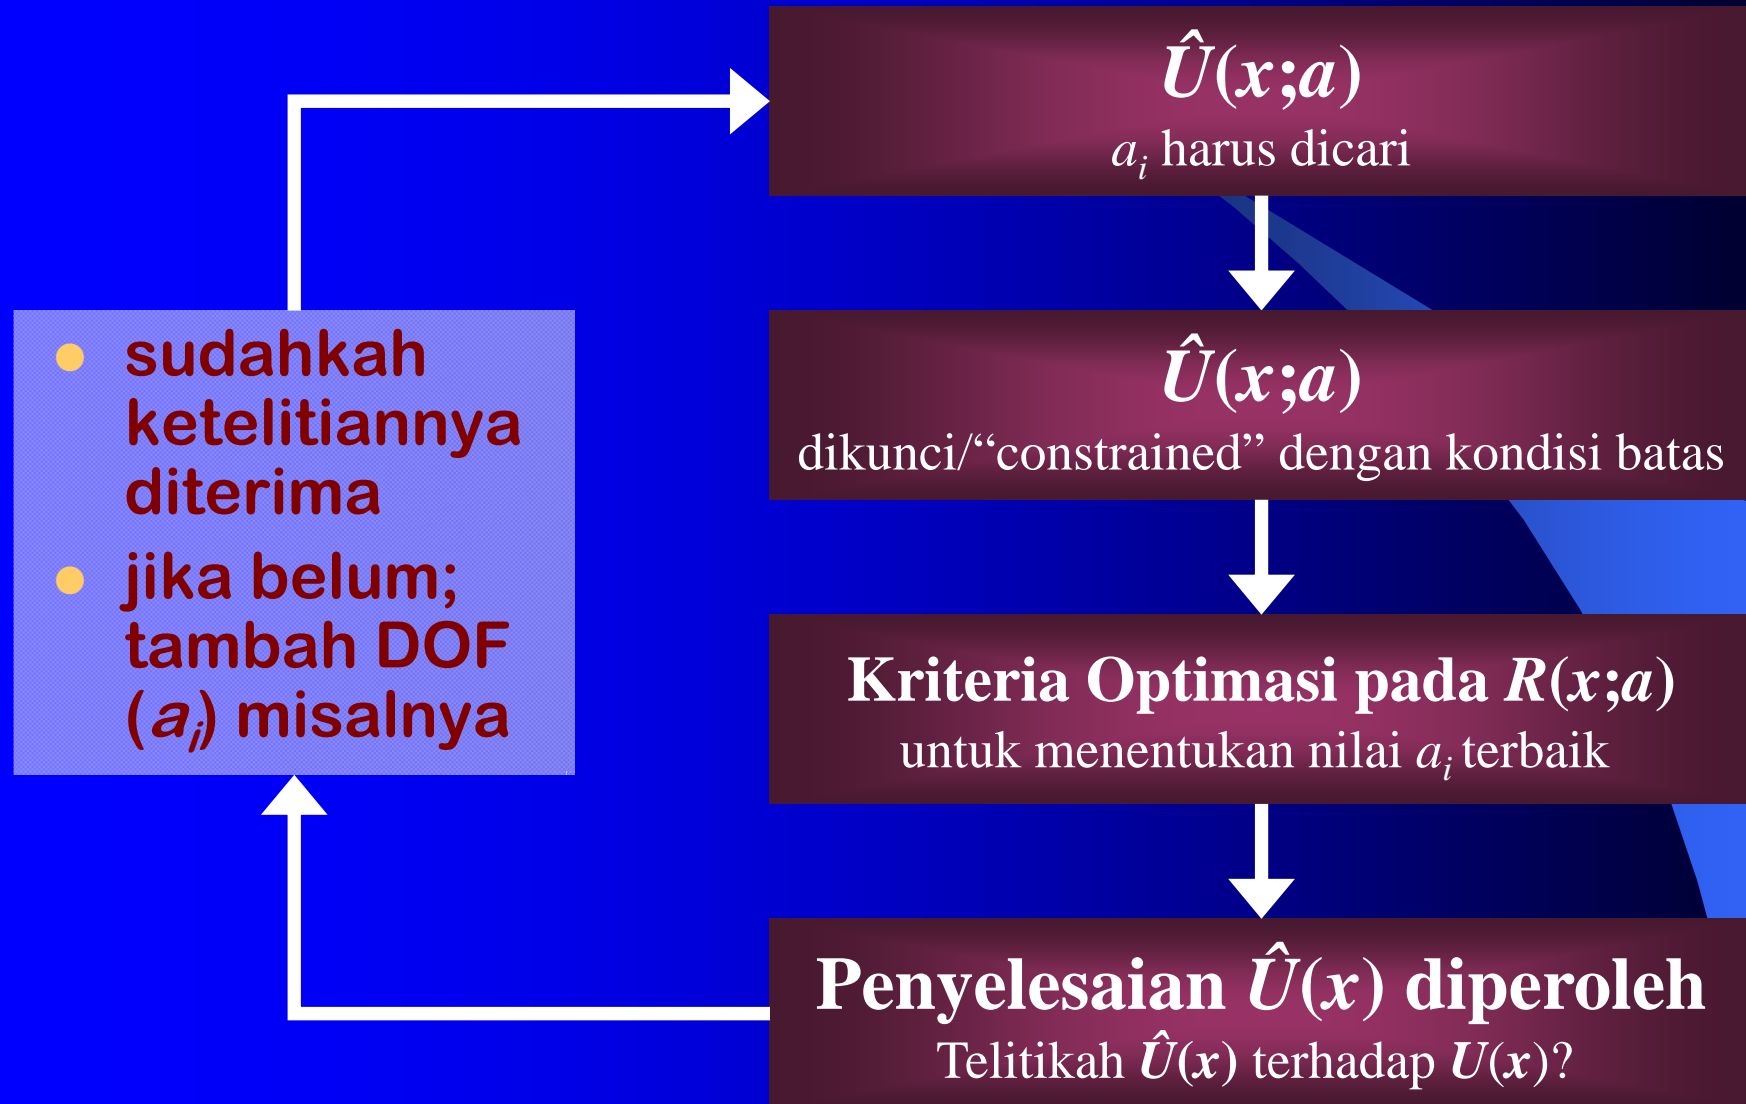 Û(x;a)
aᵢ harus dicari
Û(x;a)
dikunci/“constrained” dengan kondisi batas
Kriteria Optimasi pada R(x;a)
untuk menentukan nilai aᵢ terbaik
Penyelesaian Û(x) diperoleh
Telitikah Û(x) terhadap U(x)?
sudahkah
ketelitiannya
diterima
jika belum;
tambah DOF
(aᵢ) misalnya